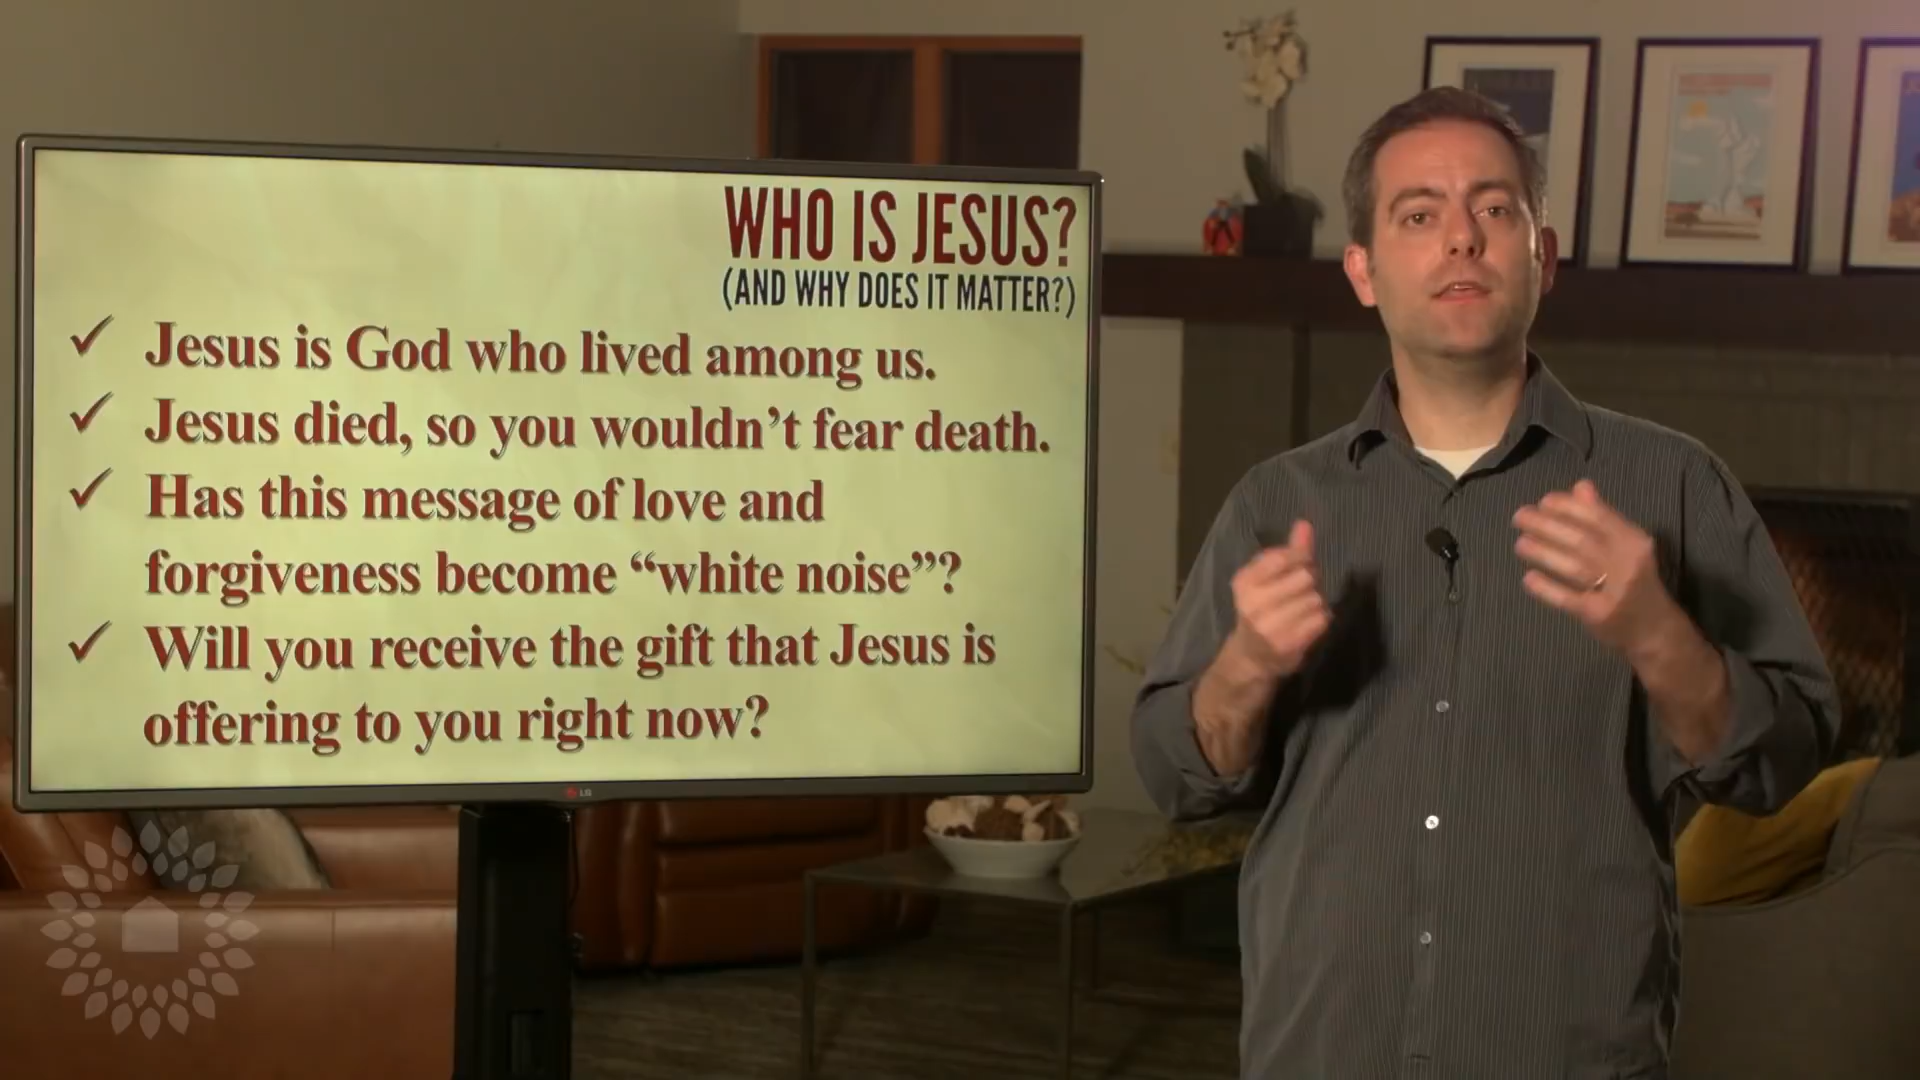 WHO IS JESUS?
(AND WHY DOES IT MATTER?)
✓ Jesus is God who lived among us.
✓ Jesus died, so you wouldn’t fear death.
✓ Has this message of love and
forgiveness become “white noise”?
✓ Will you receive the gift that Jesus is
offering to you right now?
LG